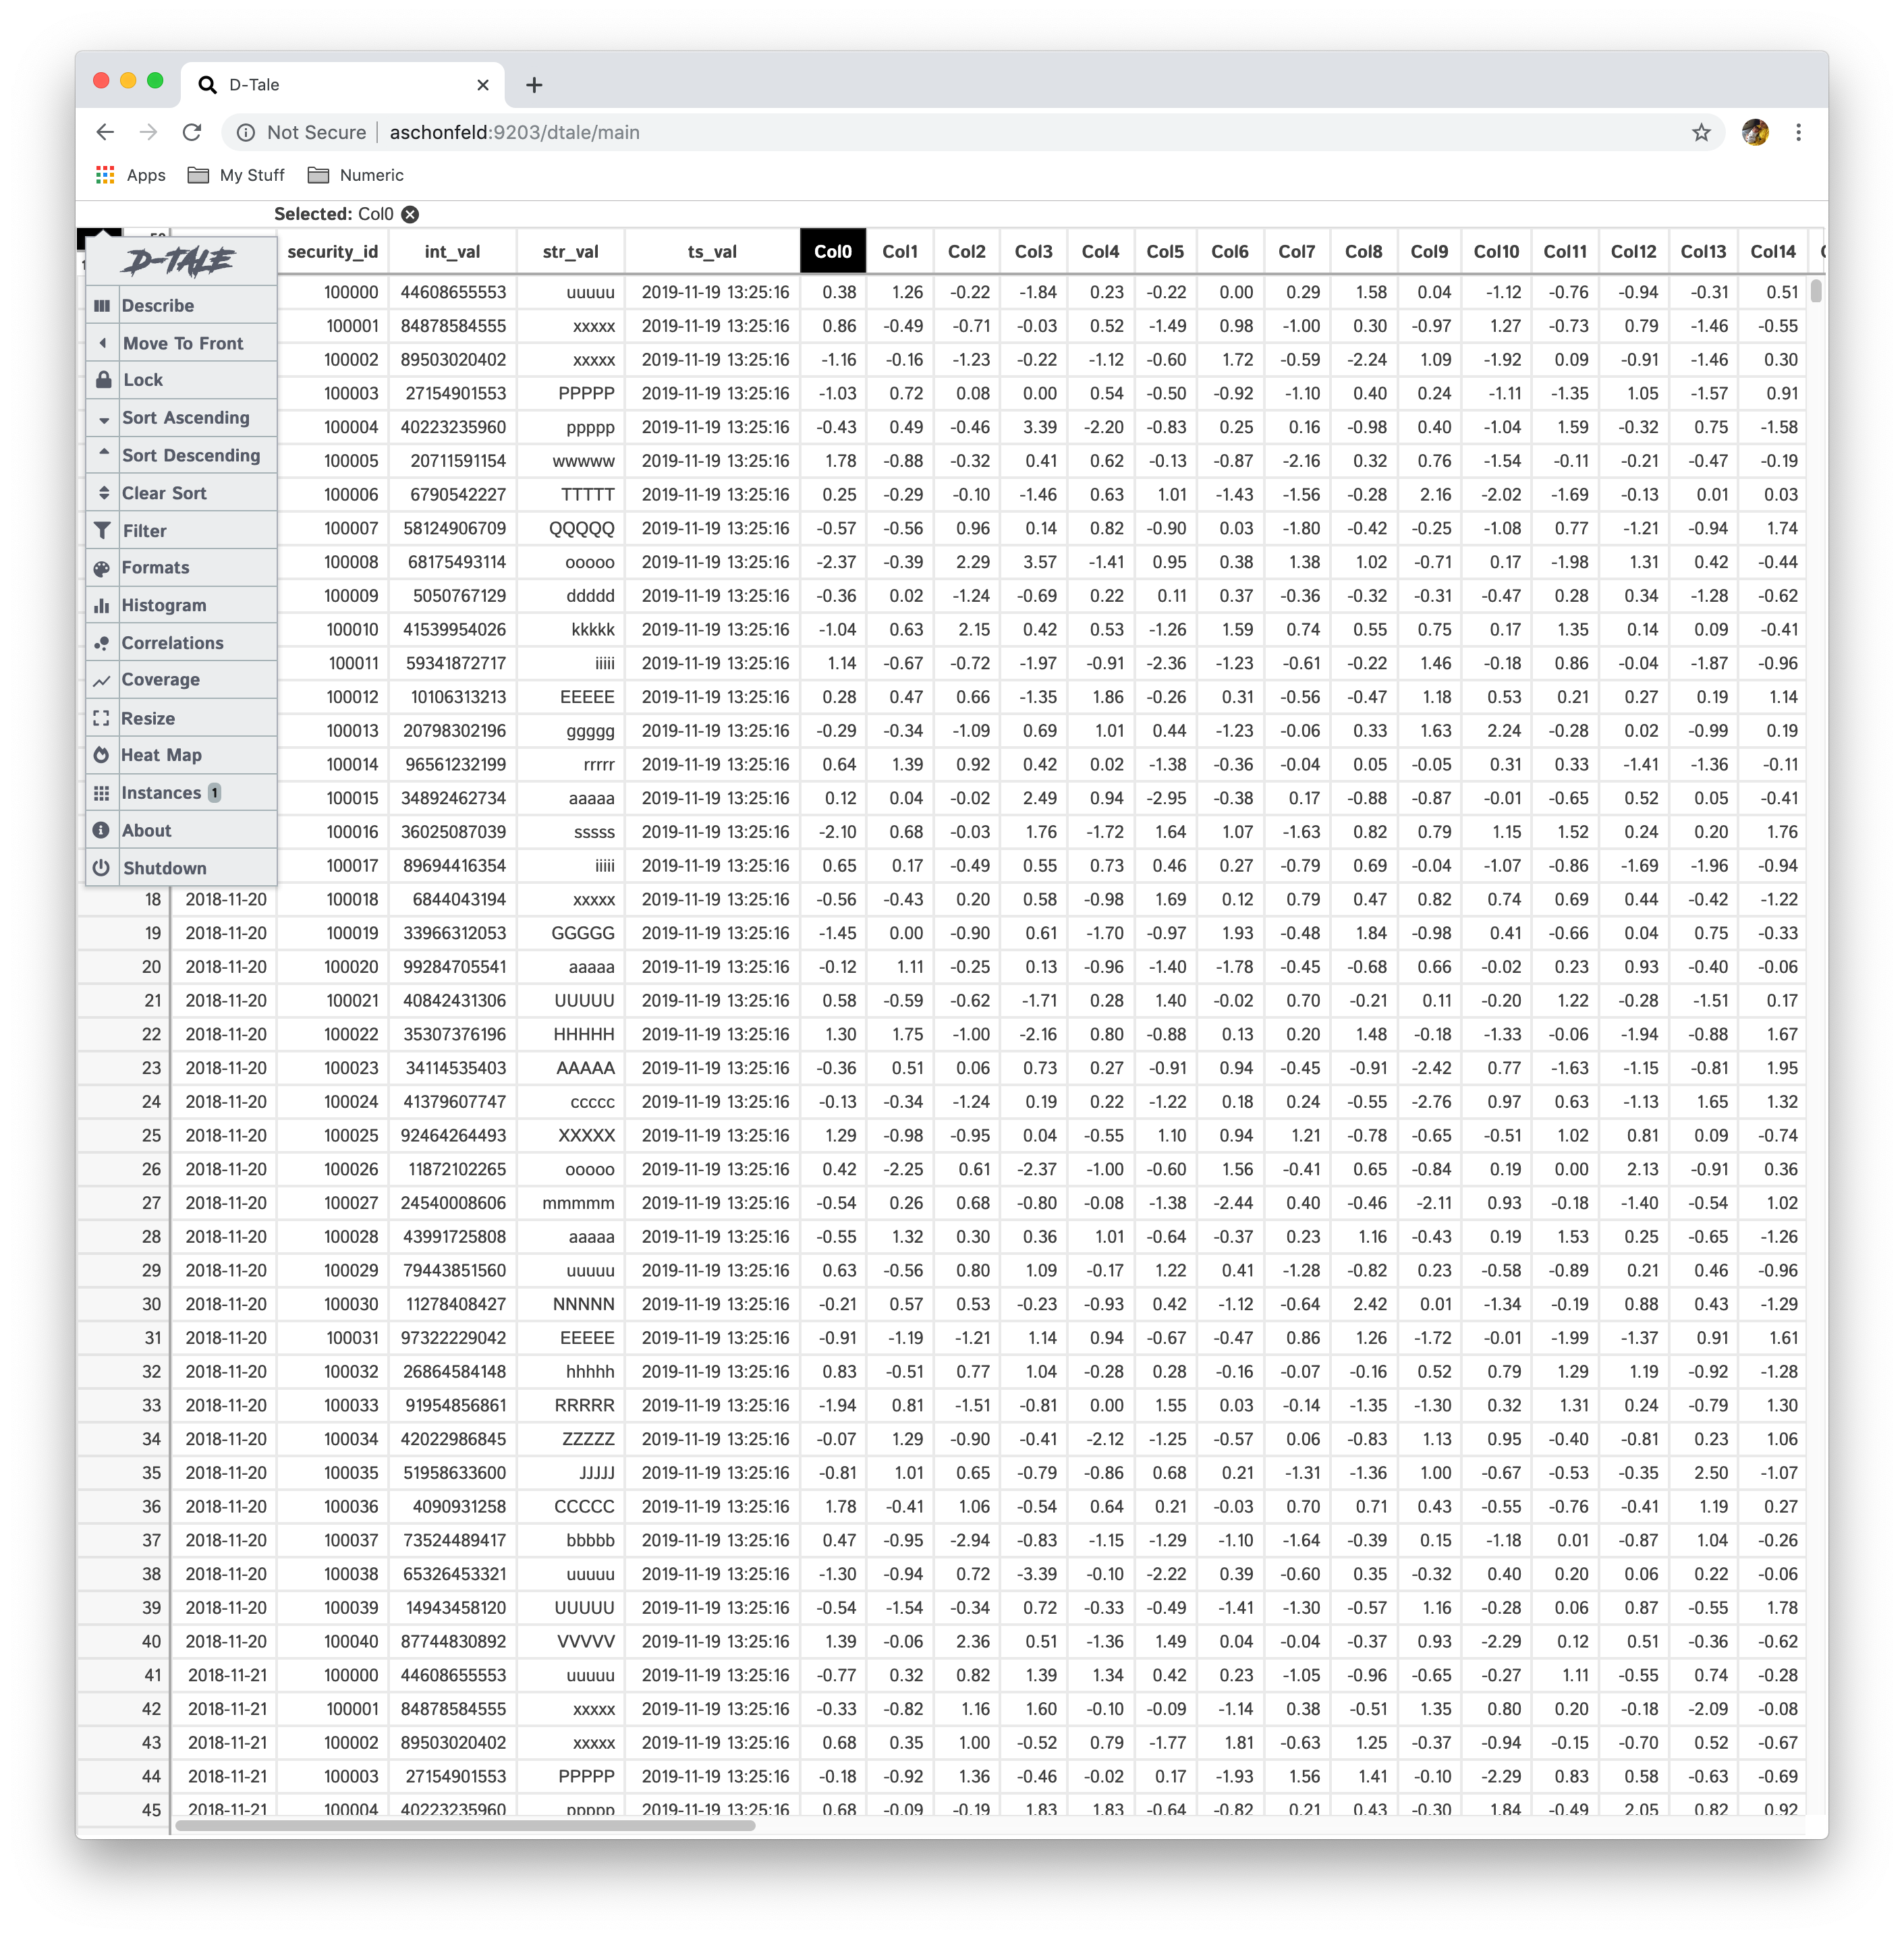 D-Tale
Not Secure aschonfeld:9203/dtale/main
Apps My Stuff Numeric
Selected: Col0
D-TALE
Describe
Move To Front
Lock
Sort Ascending
Sort Descending
Clear Sort
Filter
Formats
Histogram
Correlations
Coverage
Resize
Heat Map
Instances 1
About
Shutdown
security_id int_val str_val ts_val Col0 Col1 Col2 Col3 Col4 Col5 Col6 Col7 Col8 Col9 Col10 Col11 Col12 Col13 Col14
100000 44608655553 uuuuu 2019-11-19 13:25:16 0.38 1.26 -0.22 -1.84 0.23 -0.22 0.00 0.29 1.58 0.04 -1.12 -0.76 -0.94 -0.31 0.51
100001 84878584555 xxxxx 2019-11-19 13:25:16 0.86 -0.49 -0.71 -0.03 0.52 -1.49 0.98 -1.00 0.30 -0.97 1.27 -0.73 0.79 -1.46 -0.55
100002 89503020402 xxxxx 2019-11-19 13:25:16 -1.16 -0.16 -1.23 -0.22 -1.12 -0.60 1.72 -0.59 -2.24 1.09 -1.92 0.09 -0.91 -1.46 0.30
100003 27154901553 PPPPP 2019-11-19 13:25:16 -1.03 0.72 0.08 0.00 0.54 -0.50 -0.92 -1.10 0.40 0.24 -1.11 -1.35 1.05 -1.57 0.91
100004 40223235960 ppppp 2019-11-19 13:25:16 -0.43 0.49 -0.46 3.39 -2.20 -0.83 0.25 0.16 -0.98 0.40 -1.04 1.59 -0.32 0.75 -1.58
100005 20711591154 wwwww 2019-11-19 13:25:16 1.78 -0.88 -0.32 0.41 0.62 -0.13 -0.87 -2.16 0.32 0.76 -1.54 -0.11 -0.21 -0.47 -0.19
100006 6790542227 TTTTT 2019-11-19 13:25:16 0.25 -0.29 -0.10 -1.46 0.63 1.01 -1.43 -1.56 -0.28 2.16 -2.02 -1.69 -0.13 0.01 0.03
100007 58124906709 QQQQQ 2019-11-19 13:25:16 -0.57 -0.56 0.96 0.14 0.82 -0.90 0.03 -1.80 -0.42 -0.25 -1.08 0.77 -1.21 -0.94 1.74
100008 68175493114 ooooo 2019-11-19 13:25:16 -2.37 -0.39 2.29 3.57 -1.41 0.95 0.38 1.38 1.02 -0.71 0.17 -1.98 1.31 0.42 -0.44
100009 5050767129 ddddd 2019-11-19 13:25:16 -0.36 0.02 -1.24 -0.69 0.22 0.11 0.37 -0.36 -0.32 -0.31 -0.47 0.28 0.34 -1.28 -0.62
100010 41539954026 kkkkk 2019-11-19 13:25:16 -1.04 0.63 2.15 0.42 0.53 -1.26 1.59 0.74 0.55 0.75 0.17 1.35 0.14 0.09 -0.41
100011 59341872717 iiiii 2019-11-19 13:25:16 1.14 -0.67 -0.72 -1.97 -0.91 -2.36 -1.23 -0.61 -0.22 1.46 -0.18 0.86 -0.04 -1.87 -0.96
100012 10106313213 EEEEE 2019-11-19 13:25:16 0.28 0.47 0.66 -1.35 1.86 -0.26 0.31 -0.56 -0.47 1.18 0.53 0.21 0.27 0.19 1.14
100013 20798302196 ggggg 2019-11-19 13:25:16 -0.29 -0.34 -1.09 0.69 1.01 0.44 -1.23 -0.06 0.33 1.63 2.24 -0.28 0.02 -0.99 0.19
100014 96561232199 rrrrr 2019-11-19 13:25:16 0.64 1.39 0.92 0.42 0.02 -1.38 -0.36 -0.04 0.05 -0.05 0.31 0.33 -1.41 -1.36 -0.11
100015 34892462734 aaaaa 2019-11-19 13:25:16 0.12 0.04 -0.02 2.49 0.94 -2.95 -0.38 0.17 -0.88 -0.87 -0.01 -0.65 0.52 0.05 -0.41
100016 36025087039 sssss 2019-11-19 13:25:16 -2.10 0.68 -0.03 1.76 -1.72 1.64 1.07 -1.63 0.82 0.79 1.15 1.52 0.24 0.20 1.76
100017 89694416354 iiiii 2019-11-19 13:25:16 0.65 0.17 -0.49 0.55 0.73 0.46 0.27 -0.79 0.69 -0.04 -1.07 -0.86 -1.69 -1.96 -0.94
18 2018-11-20 100018 6844043194 xxxxx 2019-11-19 13:25:16 -0.56 -0.43 0.20 0.58 -0.98 1.69 0.12 0.79 0.47 0.82 0.74 0.69 0.44 -0.42 -1.22
19 2018-11-20 100019 33966312053 GGGGG 2019-11-19 13:25:16 -1.45 0.00 -0.90 0.61 -1.70 -0.97 1.93 -0.48 1.84 -0.98 0.41 -0.66 0.04 0.75 -0.33
20 2018-11-20 100020 99284705541 aaaaa 2019-11-19 13:25:16 -0.12 1.11 -0.25 0.13 -0.96 -1.40 -1.78 -0.45 -0.68 0.66 -0.02 0.23 0.93 -0.40 -0.06
21 2018-11-20 100021 40842431306 UUUUU 2019-11-19 13:25:16 0.58 -0.59 -0.62 -1.71 0.28 1.40 -0.02 0.70 -0.21 0.11 -0.20 1.22 -0.28 -1.51 0.17
22 2018-11-20 100022 35307376196 HHHHH 2019-11-19 13:25:16 1.30 1.75 -1.00 -2.16 0.80 -0.88 0.13 0.20 1.48 -0.18 -1.33 -0.06 -1.94 -0.88 1.67
23 2018-11-20 100023 34114535403 AAAAA 2019-11-19 13:25:16 -0.36 0.51 0.06 0.73 0.27 -0.91 0.94 -0.45 -0.91 -2.42 0.77 -1.63 -1.15 -0.81 1.95
24 2018-11-20 100024 41379607747 ccccc 2019-11-19 13:25:16 -0.13 -0.34 -1.24 0.19 0.22 -1.22 0.18 0.24 -0.55 -2.76 0.97 0.63 -1.13 1.65 1.32
25 2018-11-20 100025 92464264493 XXXXX 2019-11-19 13:25:16 1.29 -0.98 -0.95 0.04 -0.55 1.10 0.94 1.21 -0.78 -0.65 -0.51 1.02 0.81 0.09 -0.74
26 2018-11-20 100026 11872102265 ooooo 2019-11-19 13:25:16 0.42 -2.25 0.61 -2.37 -1.00 -0.60 1.56 -0.41 0.65 -0.84 0.19 0.00 2.13 -0.91 0.36
27 2018-11-20 100027 24540008606 mmmmm 2019-11-19 13:25:16 -0.54 0.26 0.68 -0.80 -0.08 -1.38 -2.44 0.40 -0.46 -2.11 0.93 -0.18 -1.40 -0.54 1.02
28 2018-11-20 100028 43991725808 aaaaa 2019-11-19 13:25:16 -0.55 1.32 0.30 0.36 1.01 -0.64 -0.37 0.23 1.16 -0.43 0.19 1.53 0.25 -0.65 -1.26
29 2018-11-20 100029 79443851560 uuuuu 2019-11-19 13:25:16 0.63 -0.56 0.80 1.09 -0.17 1.22 0.41 -1.28 -0.82 0.23 -0.58 -0.89 0.21 0.46 -0.96
30 2018-11-20 100030 11278408427 NNNNN 2019-11-19 13:25:16 -0.21 0.57 0.53 -0.23 -0.93 0.42 -1.12 -0.64 2.42 0.01 -1.34 -0.19 0.88 0.43 -1.29
31 2018-11-20 100031 97322229042 EEEEE 2019-11-19 13:25:16 -0.91 -1.19 -1.21 1.14 0.94 -0.67 -0.47 0.86 1.26 -1.72 -0.01 -1.99 -1.37 0.91 1.61
32 2018-11-20 100032 26864584148 hhhhh 2019-11-19 13:25:16 0.83 -0.51 0.77 1.04 -0.28 0.28 -0.16 -0.07 -0.16 0.52 0.79 1.29 1.19 -0.92 -1.28
33 2018-11-20 100033 91954856861 RRRRR 2019-11-19 13:25:16 -1.94 0.81 -1.51 -0.81 0.00 1.55 0.03 -0.14 -1.35 -1.30 0.32 1.31 0.24 -0.79 1.30
34 2018-11-20 100034 42022986845 ZZZZZ 2019-11-19 13:25:16 -0.07 1.29 -0.90 -0.41 -2.12 -1.25 -0.57 0.06 -0.83 1.13 0.95 -0.40 -0.81 0.23 1.06
35 2018-11-20 100035 51958633600 JJJJJ 2019-11-19 13:25:16 -0.81 1.01 0.65 -0.79 -0.86 0.68 0.21 -1.31 -1.36 1.00 -0.67 -0.53 -0.35 2.50 -1.07
36 2018-11-20 100036 4090931258 CCCCC 2019-11-19 13:25:16 1.78 -0.41 1.06 -0.54 0.64 0.21 -0.03 0.70 0.71 0.43 -0.55 -0.76 -0.41 1.19 0.27
37 2018-11-20 100037 73524489417 bbbbb 2019-11-19 13:25:16 0.47 -0.95 -2.94 -0.83 -1.15 -1.29 -1.10 -1.64 -0.39 0.15 -1.18 0.01 -0.87 1.04 -0.26
38 2018-11-20 100038 65326453321 uuuuu 2019-11-19 13:25:16 -1.30 -0.94 0.72 -3.39 -0.10 -2.22 0.39 -0.60 0.35 -0.32 0.40 0.20 0.06 0.22 -0.06
39 2018-11-20 100039 14943458120 UUUUU 2019-11-19 13:25:16 -0.54 -1.54 -0.34 0.72 -0.33 -0.49 -1.41 -1.30 -0.57 1.16 -0.28 0.06 0.87 -0.55 1.78
40 2018-11-20 100040 87744830892 VVVVV 2019-11-19 13:25:16 1.39 -0.06 2.36 0.51 -1.36 1.49 0.04 -0.04 -0.37 0.93 -2.29 0.12 0.51 -0.36 -0.62
41 2018-11-21 100000 44608655553 uuuuu 2019-11-19 13:25:16 -0.77 0.32 0.82 1.39 1.34 0.42 0.23 -1.05 -0.96 -0.65 -0.27 1.11 -0.55 0.74 -0.28
42 2018-11-21 100001 84878584555 xxxxx 2019-11-19 13:25:16 -0.33 -0.82 1.16 1.60 -0.10 -0.09 -1.14 0.38 -0.51 1.35 0.80 0.20 -0.18 -2.09 -0.08
43 2018-11-21 100002 89503020402 xxxxx 2019-11-19 13:25:16 0.68 0.35 1.00 -0.52 0.79 -1.77 1.81 -0.63 1.25 -0.37 -0.94 -0.15 -0.70 0.52 -0.67
44 2018-11-21 100003 27154901553 PPPPP 2019-11-19 13:25:16 -0.18 -0.92 1.36 -0.46 -0.02 0.17 -1.93 1.56 1.41 -0.10 -2.29 0.83 0.58 -0.63 -0.69
45 2018-11-21 100004 40223235960 ppppp 2019-11-19 13:25:16 0.68 -0.09 -0.19 1.83 1.83 -0.64 -0.82 0.21 0.43 -0.30 1.84 -0.49 2.05 0.82 0.92